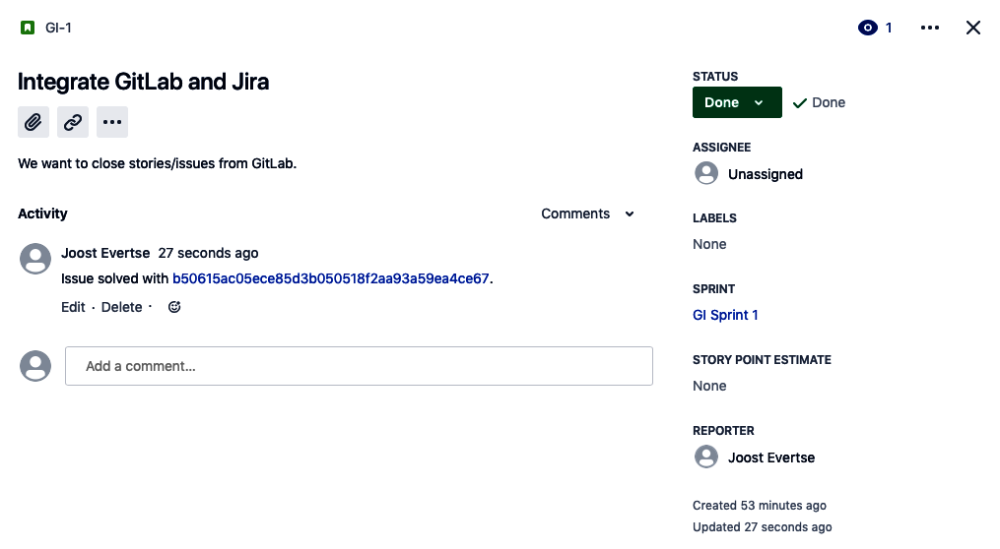 GI-1
1
Integrate GitLab and Jira
We want to close stories/issues from GitLab.
Activity
Comments
Joost Evertse 27 seconds ago
Issue solved with b50615ac05ece85d3b050518f2aa93a59ea4ce67.
Edit · Delete ·
Add a comment...
STATUS
Done
Done
ASSIGNEE
Unassigned
LABELS
None
SPRINT
GI Sprint 1
STORY POINT ESTIMATE
None
REPORTER
Joost Evertse
Created 53 minutes ago
Updated 27 seconds ago